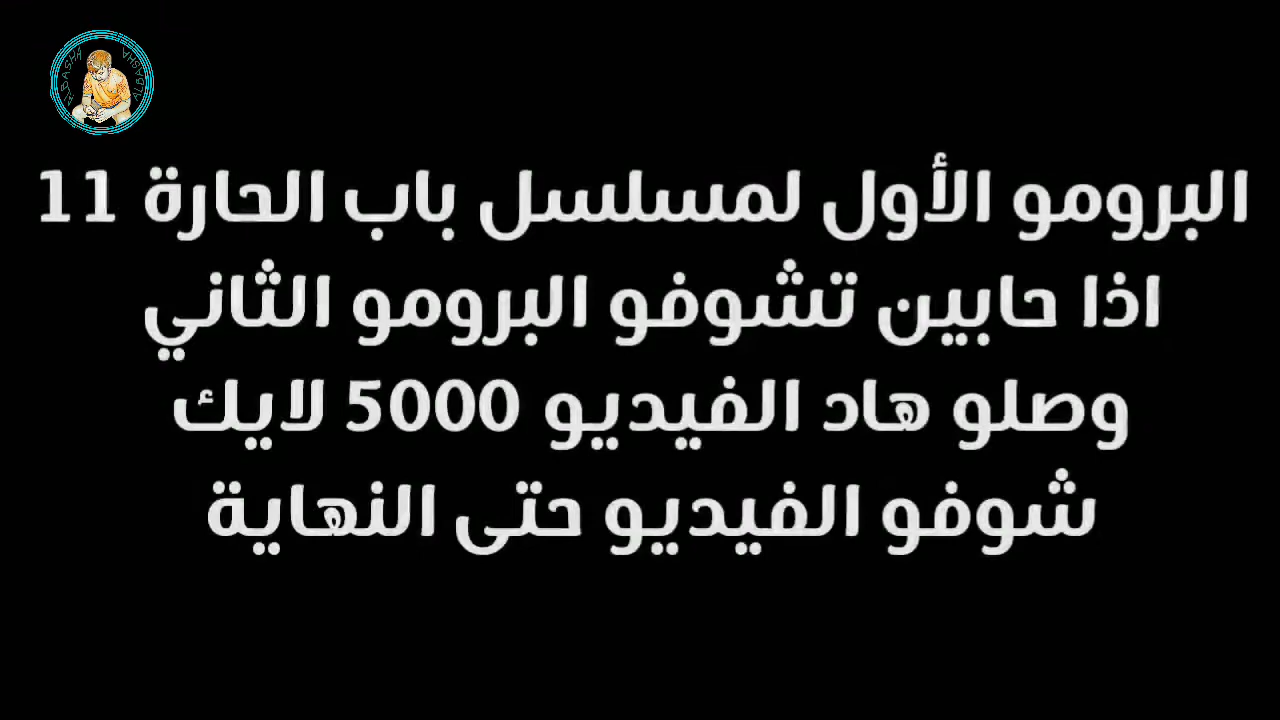 البرومو الأول لمسلسل باب الحارة 11
اذا حابين تشوفو البرومو الثاني
وصلو هاد الفيديو 5000 لايك
شوفو الفيديو حتى النهاية